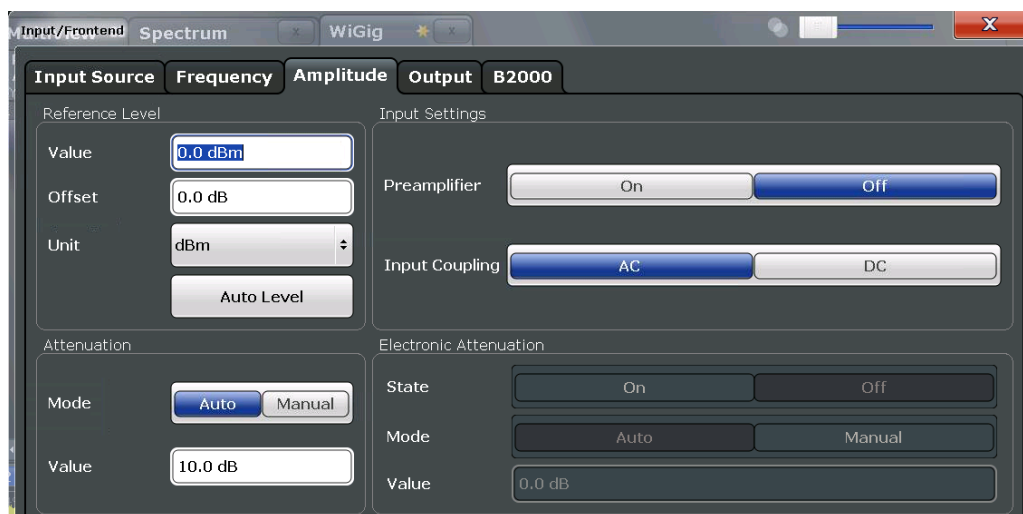 Input/Frontend Spectrum x WiGig x X
Input Source Frequency Amplitude Output B2000
Reference Level
Value 0.0 dBm
Offset 0.0 dB
Unit dBm
Auto Level
Input Settings
Preamplifier On Off
Input Coupling AC DC
Attenuation
Mode Auto Manual
Value 10.0 dB
Electronic Attenuation
State On Off
Mode Auto Manual
Value 0.0 dB